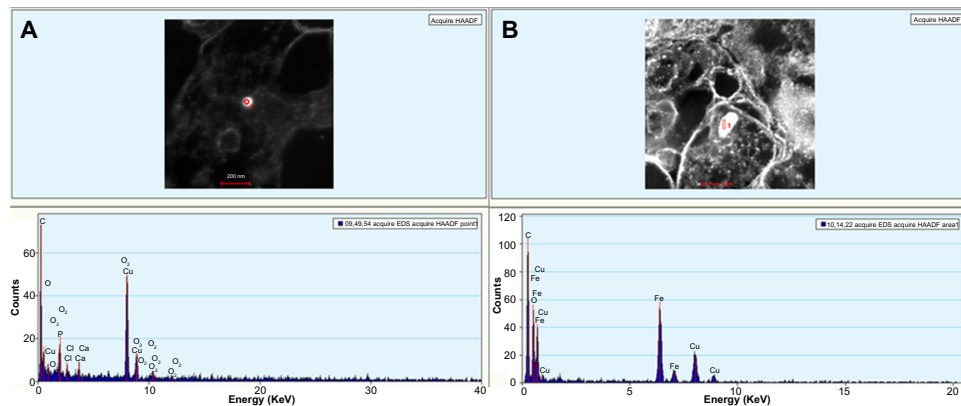 A
Acquire HAADF
200 nm
B
Acquire HAADF
1
09,49,54 acquire EDS acquire HAADF point1
Counts
60
40
20
0
C
O
O2
O2
P
Cu
O
Cl
Cl
Ca
Ca
O2
Cu
O2
Cu
O2
O2
O2
O2
O2
O2
0
10
20
30
40
Energy (KeV)
10,14,22 acquire EDS acquire HAADF area1
Counts
120
100
80
60
40
20
0
C
Cu
Fe
Fe
O
Cu
Fe
Cu
Fe
Fe
Cu
Cu
0
5
10
15
20
Energy (KeV)